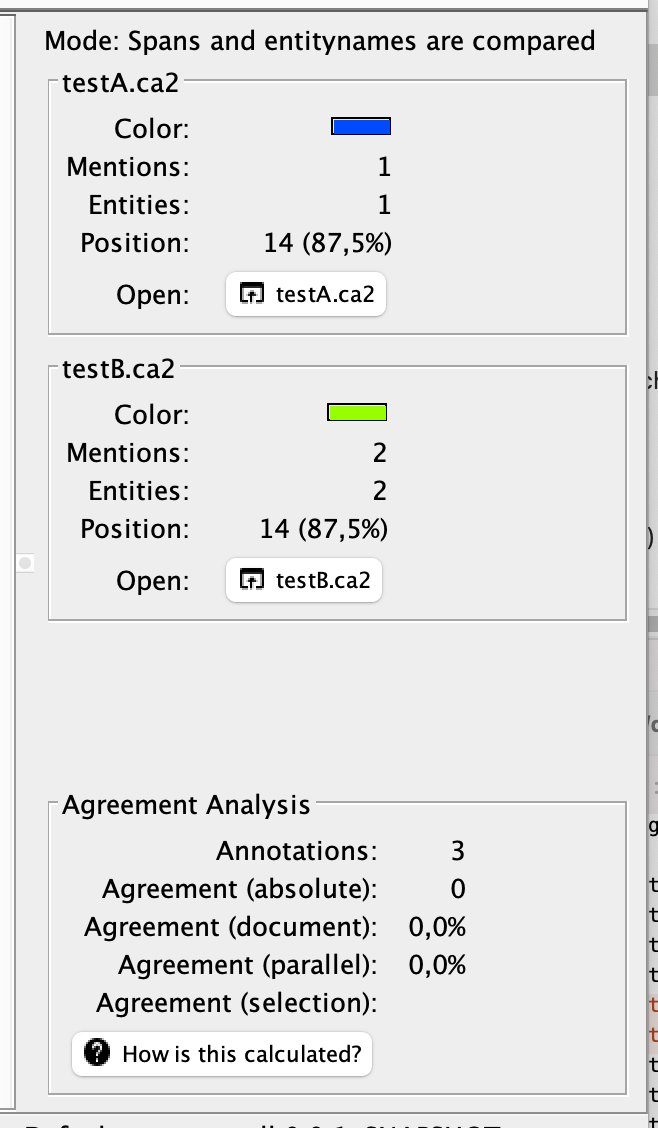 Mode: Spans and entitynames are compared
testA.ca2
Color:
Mentions: 1
Entities: 1
Position: 14 (87,5%)
Open: testA.ca2
testB.ca2
Color:
Mentions: 2
Entities: 2
Position: 14 (87,5%)
Open: testB.ca2
Agreement Analysis
Annotations: 3
Agreement (absolute): 0
Agreement (document): 0,0%
Agreement (parallel): 0,0%
Agreement (selection):
? How is this calculated?